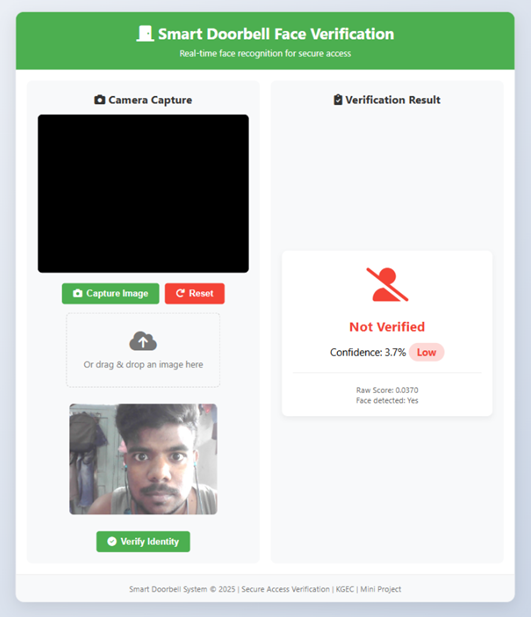 Smart Doorbell Face Verification
Real-time face recognition for secure access
Camera Capture
Capture Image
Reset
Or drag & drop an image here
Verify Identity
Verification Result
Not Verified
Confidence: 3.7% Low
Raw Score: 0.0370
Face detected: Yes
Smart Doorbell System © 2025 | Secure Access Verification | KGEC | Mini Project